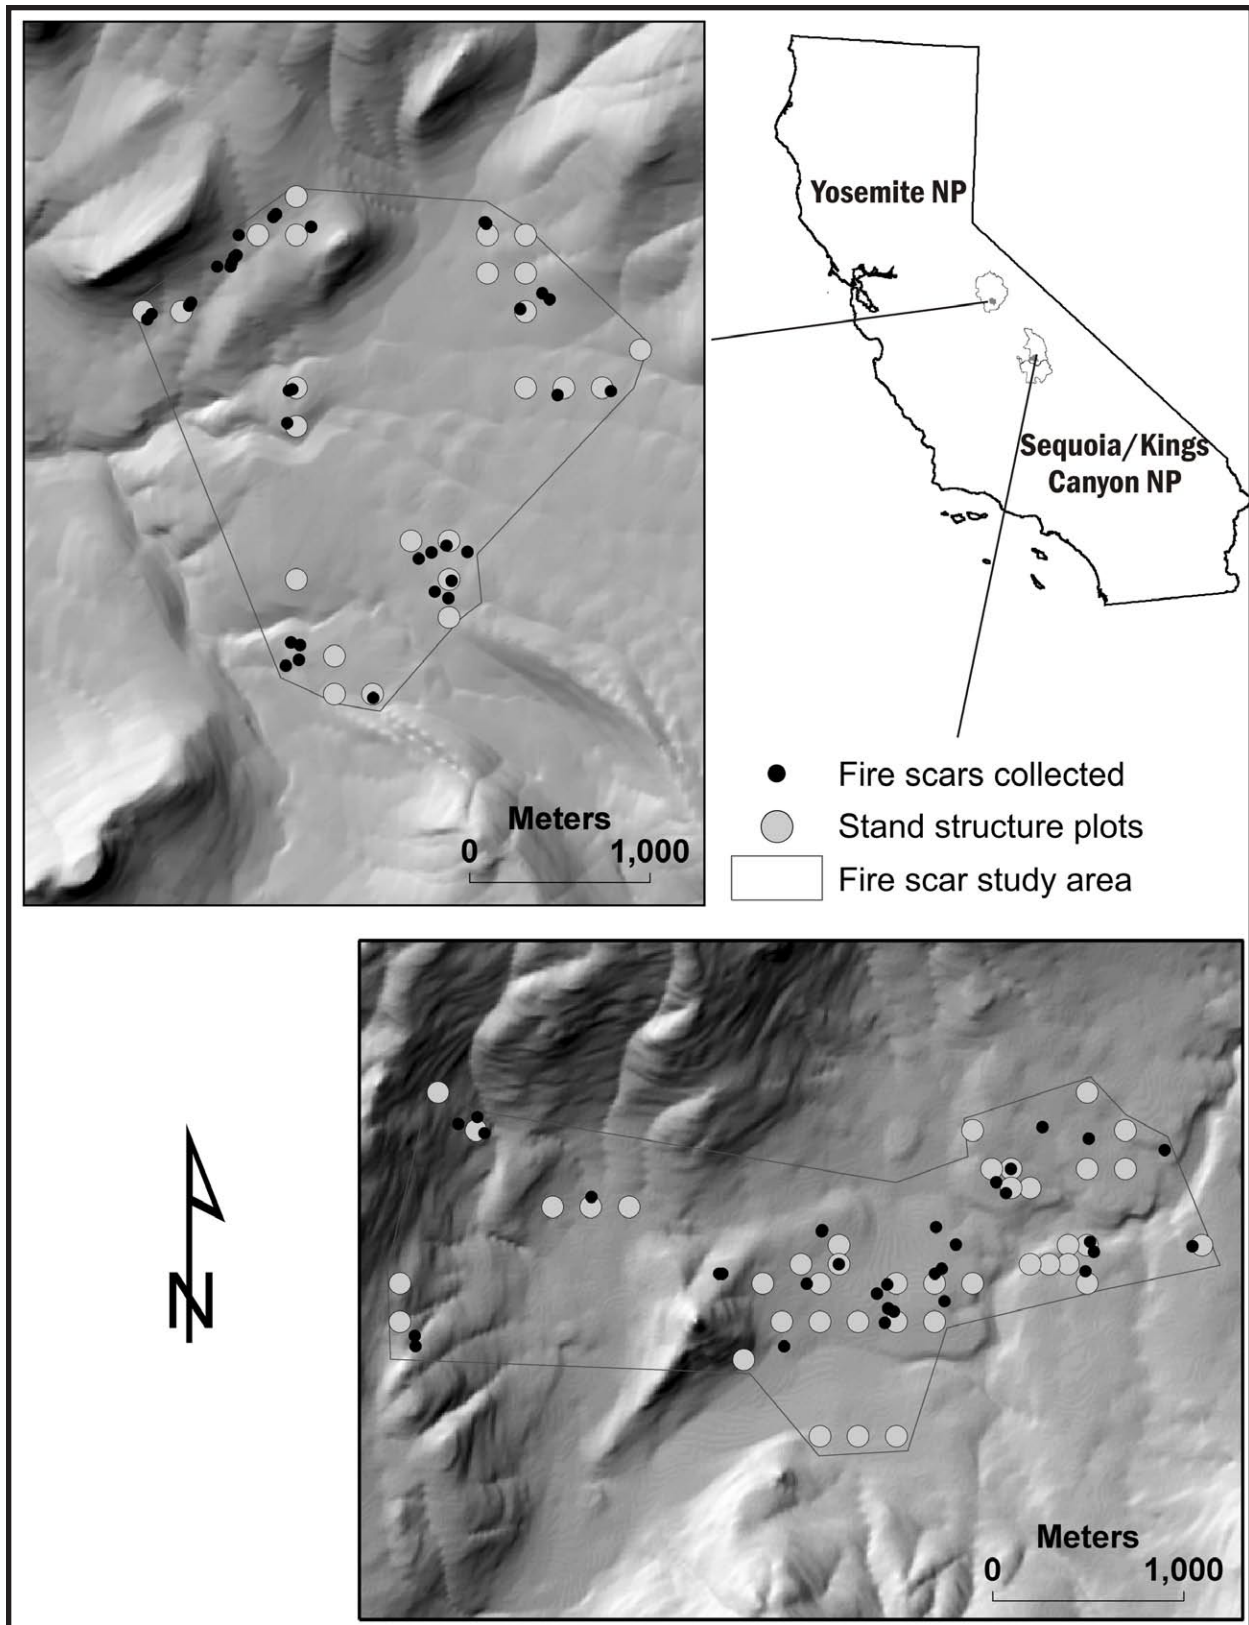 Yosemite NP
Sequoia/Kings
Canyon NP
Fire scars collected
Stand structure plots
Fire scar study area
Meters
0 1,000
N
Meters
0 1,000